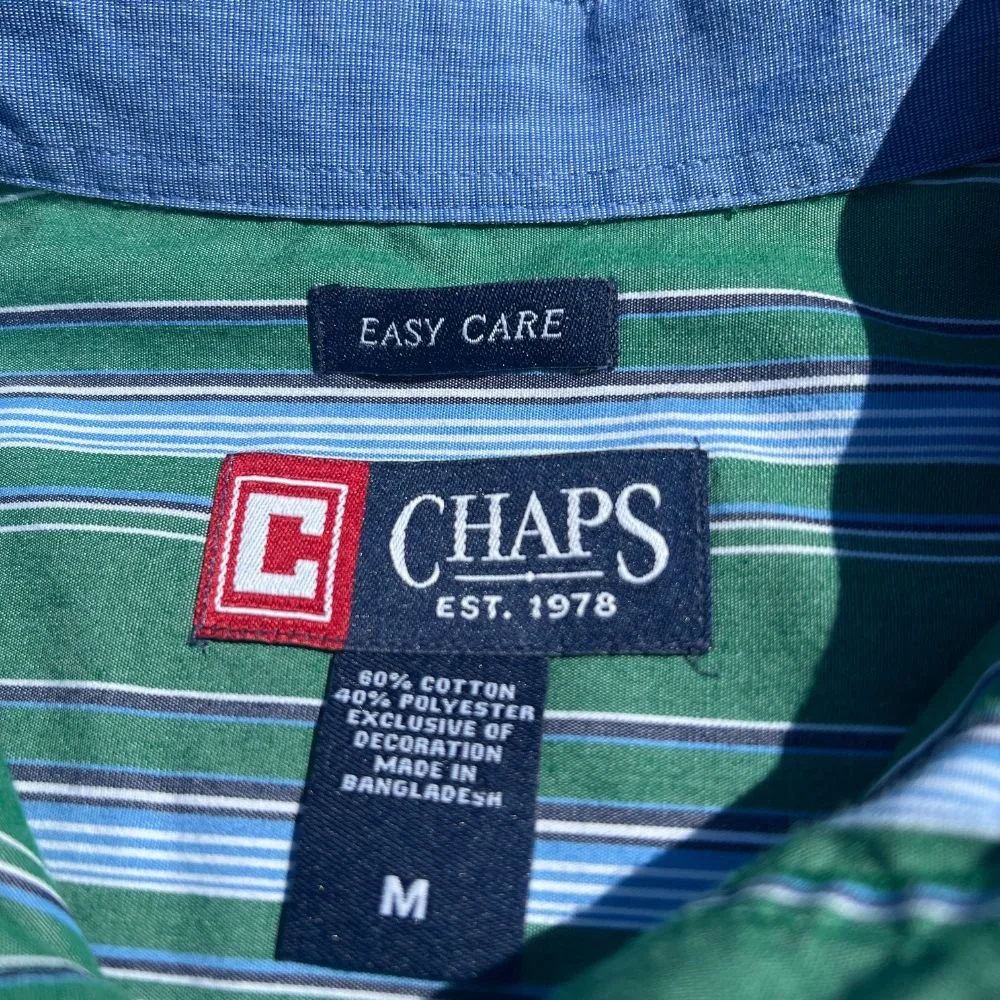 EASY CARE
C CHAPS
EST. 1978
60% COTTON
40% POLYESTER
EXCLUSIVE OF
DECORATION
MADE IN
BANGLADESH
M